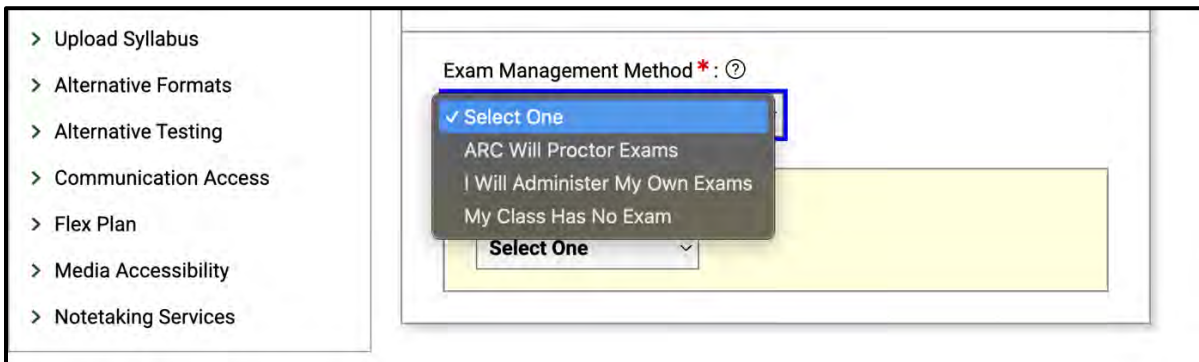 > Upload Syllabus
> Alternative Formats
> Alternative Testing
> Communication Access
> Flex Plan
> Media Accessibility
> Notetaking Services
Exam Management Method * : ?
✓ Select One
ARC Will Proctor Exams
I Will Administer My Own Exams
My Class Has No Exam
Select One